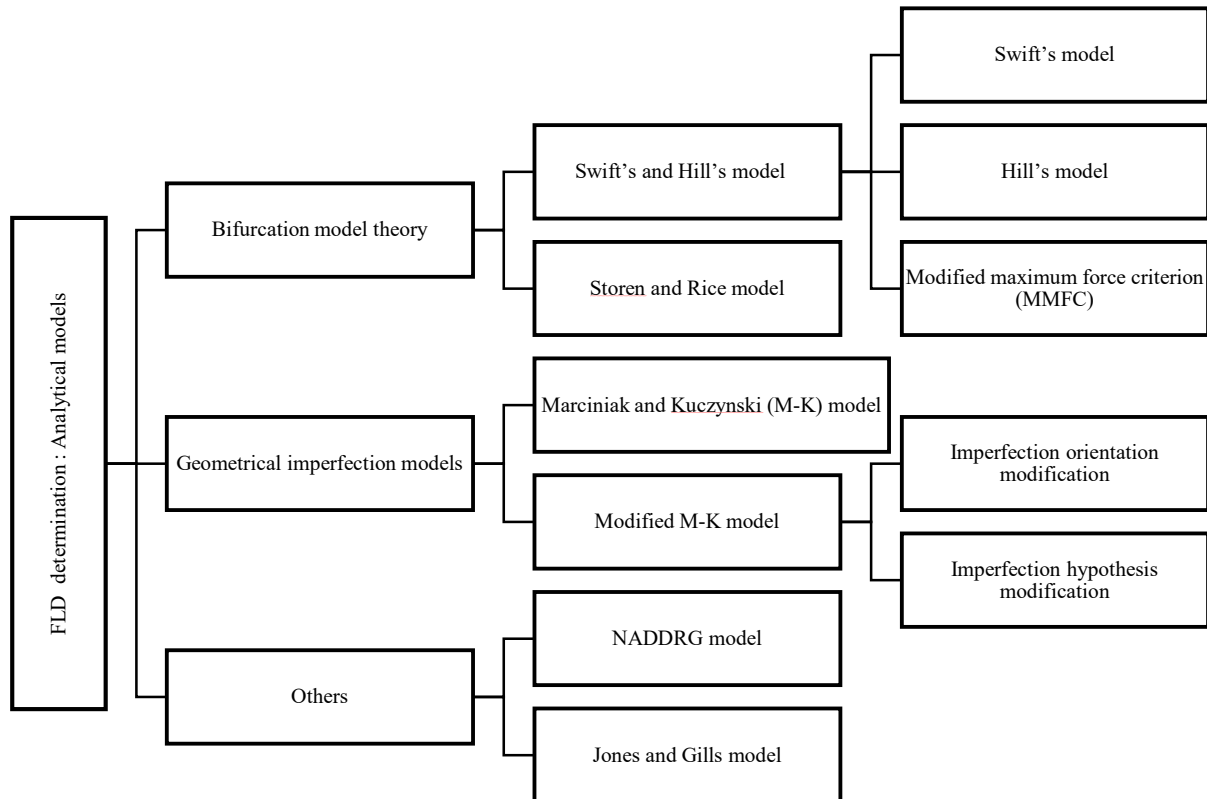 FLD determination : Analytical models
Bifurcation model theory
Swift’s and Hill’s model
Swift’s model
Hill’s model
Modified maximum force criterion
(MMFC)
Storen and Rice model
Geometrical imperfection models
Marciniak and Kuczynski (M-K) model
Modified M-K model
Imperfection orientation
modification
Imperfection hypothesis
modification
Others
NADDRG model
Jones and Gills model